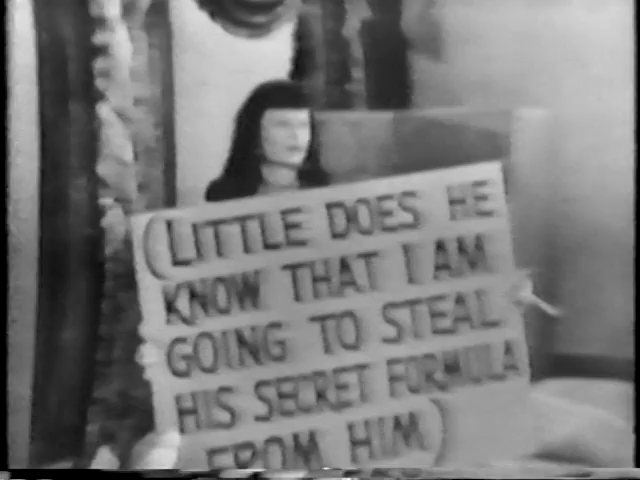 (LITTLE DOES HE
KNOW THAT I AM
GOING TO STEAL
HIS SECRET FORMULA
FROM HIM)